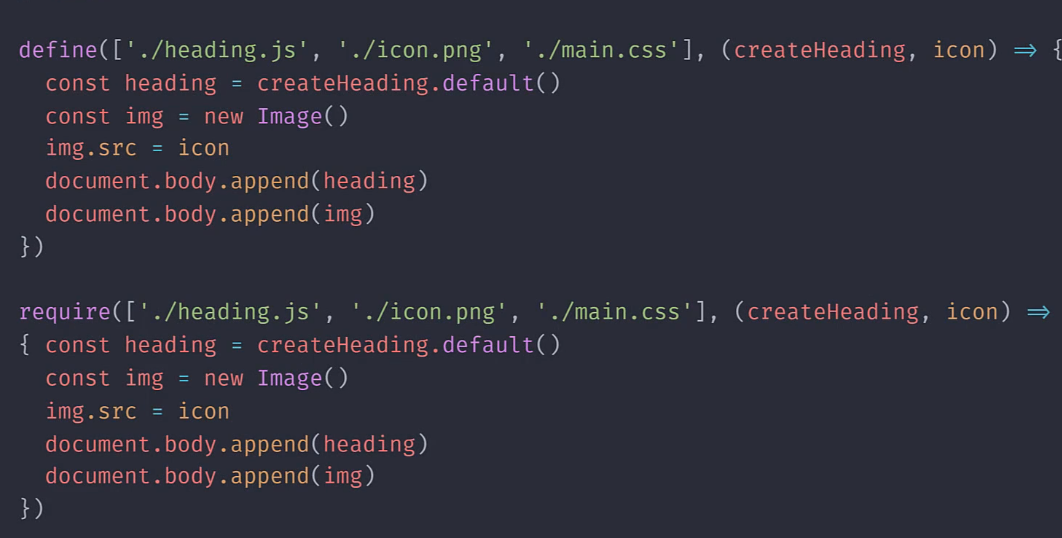 define(['./heading.js', './icon.png', './main.css'], (createHeading, icon) => {
  const heading = createHeading.default()
  const img = new Image()
  img.src = icon
  document.body.append(heading)
  document.body.append(img)
})

require(['./heading.js', './icon.png', './main.css'], (createHeading, icon) =>
{ const heading = createHeading.default()
  const img = new Image()
  img.src = icon
  document.body.append(heading)
  document.body.append(img)
})